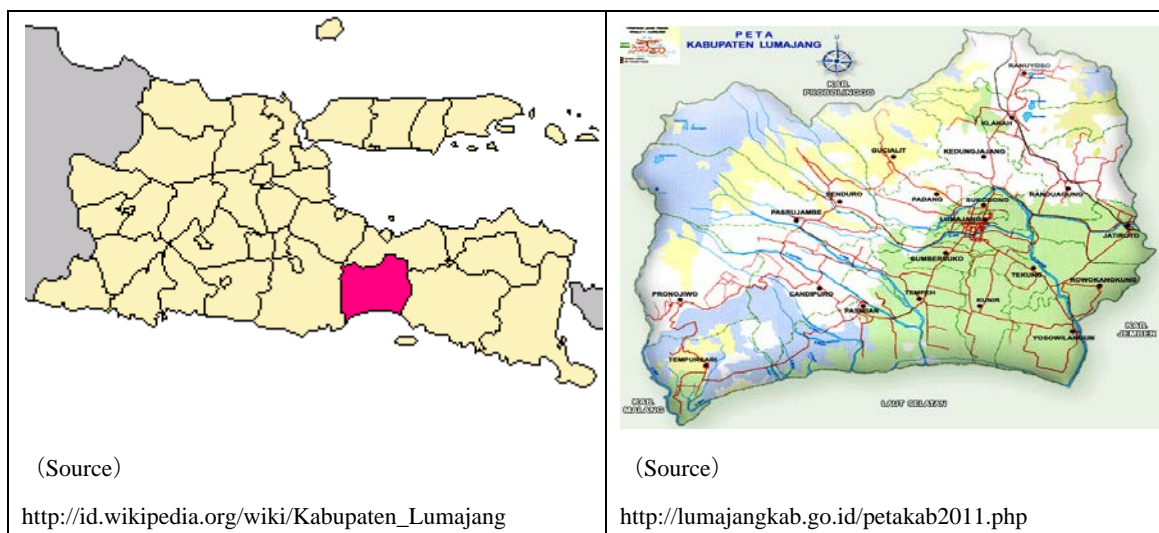 （Source）
http://id.wikipedia.org/wiki/Kabupaten_Lumajang
PETA
KABUPATEN LUMAJANG
U
RANUYOSO
KAB.
PROBOLINGGO
KLAKAH
GUCIALIT
KEDUNGJAJANG
RANDUAGUNG
SENDURO
PADANG
SUKODONO
PASRUJAMBE
LUMAJANG
JATIROTO
SUMBERSUKO
TEKUNG
ROWOKANGKUNG
PRONOJIWO
CANDIPURO
TEMPEH
KUNIR
PASIRIAN
YOSOWILANGUN
KAB.
JEMBER
TEMPURSARI
KAB.
MALANG
LAUT SELATAN
（Source）
http://lumajangkab.go.id/petakab2011.php